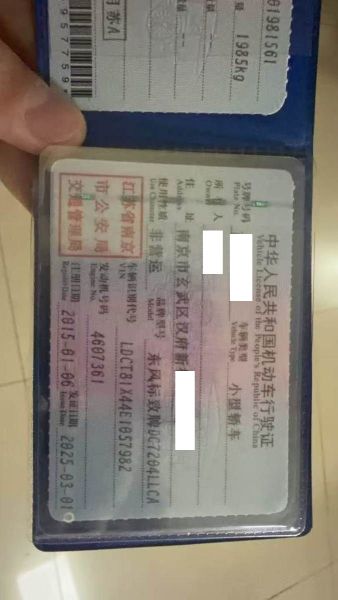 01981561
1985kg
苏A
中华人民共和国机动车行驶证
Vehicle License of the People's Republic of China
号牌号码
Plate No.
车辆类型
Vehicle Type
小型轿车
所有人
Owner
住址
Address
南京市玄武区汉府新
使用性质
Use Character
非营运
品牌型号
Model
东风标致牌DC7204LLCA
江苏省南京
市公安局
交通管理局
车辆识别代号
VIN
LDCT81X44E1057982
发动机号码
Engine No.
4607361
注册日期
Register Date
2015-01-06
发证日期
Issue Date
2025-03-01